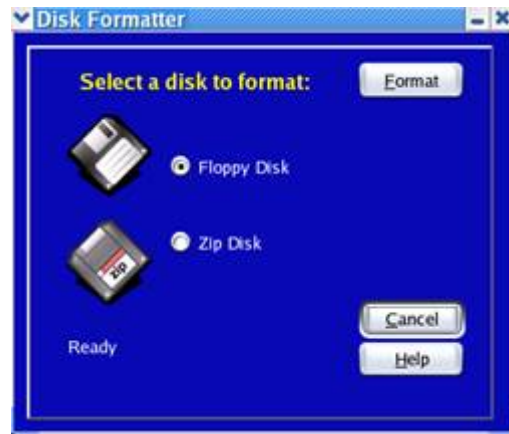 Disk Formatter
Select a disk to format:
Format
Floppy Disk
Zip Disk
zip
Cancel
Ready
Help